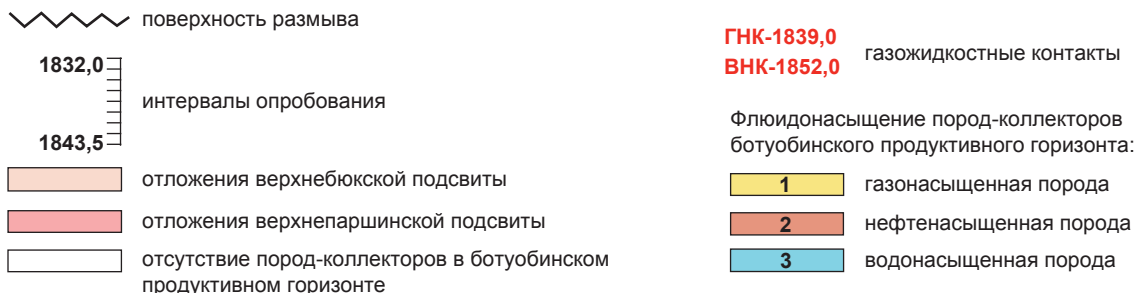 поверхность размыва
1832,0
интервалы опробования
1843,5
отложения верхнебюкской подсвиты
отложения верхнепаршинской подсвиты
отсутствие пород-коллекторов в ботуобинском
продуктивном горизонте
ГНК-1839,0
ВНК-1852,0
газожидкостные контакты
Флюидонасыщение пород-коллекторов
ботуобинского продуктивного горизонта:
1 газонасыщенная порода
2 нефтенасыщенная порода
3 водонасыщенная порода